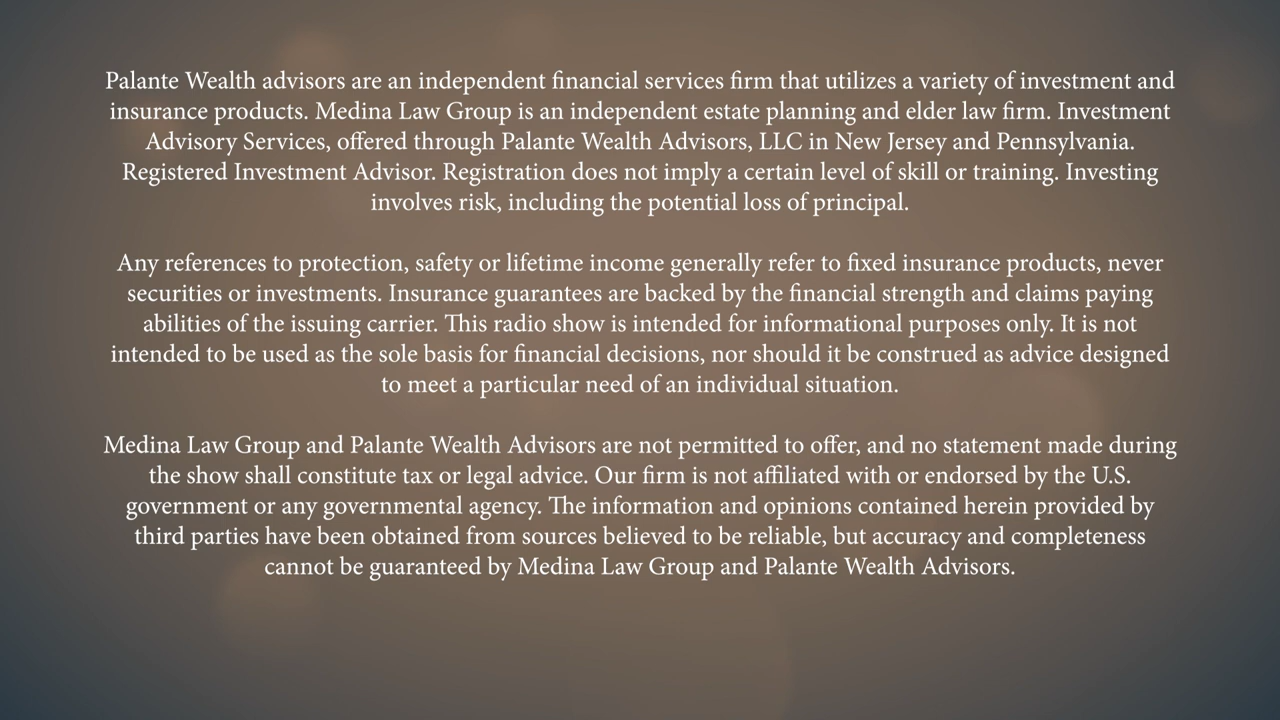 Palante Wealth advisors are an independent financial services firm that utilizes a variety of investment and
insurance products. Medina Law Group is an independent estate planning and elder law firm. Investment
Advisory Services, offered through Palante Wealth Advisors, LLC in New Jersey and Pennsylvania.
Registered Investment Advisor. Registration does not imply a certain level of skill or training. Investing
involves risk, including the potential loss of principal.
Any references to protection, safety or lifetime income generally refer to fixed insurance products, never
securities or investments. Insurance guarantees are backed by the financial strength and claims paying
abilities of the issuing carrier. This radio show is intended for informational purposes only. It is not
intended to be used as the sole basis for financial decisions, nor should it be construed as advice designed
to meet a particular need of an individual situation.
Medina Law Group and Palante Wealth Advisors are not permitted to offer, and no statement made during
the show shall constitute tax or legal advice. Our firm is not affiliated with or endorsed by the U.S.
government or any governmental agency. The information and opinions contained herein provided by
third parties have been obtained from sources believed to be reliable, but accuracy and completeness
cannot be guaranteed by Medina Law Group and Palante Wealth Advisors.